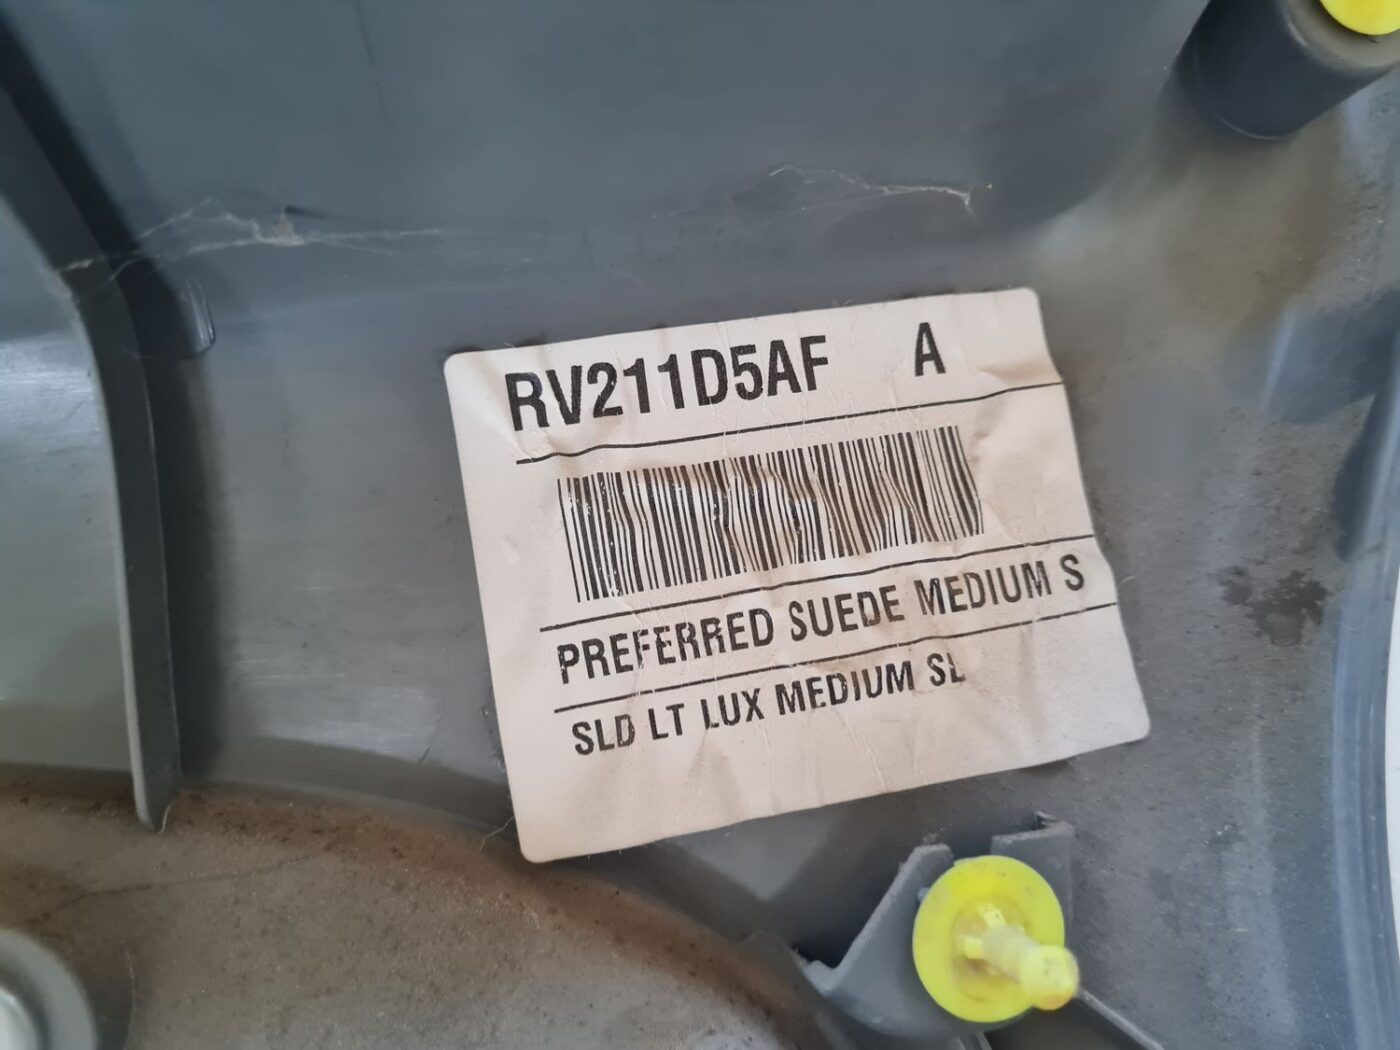 RV211D5AF A
PREFERRED SUEDE MEDIUM S
SLD LT LUX MEDIUM SL